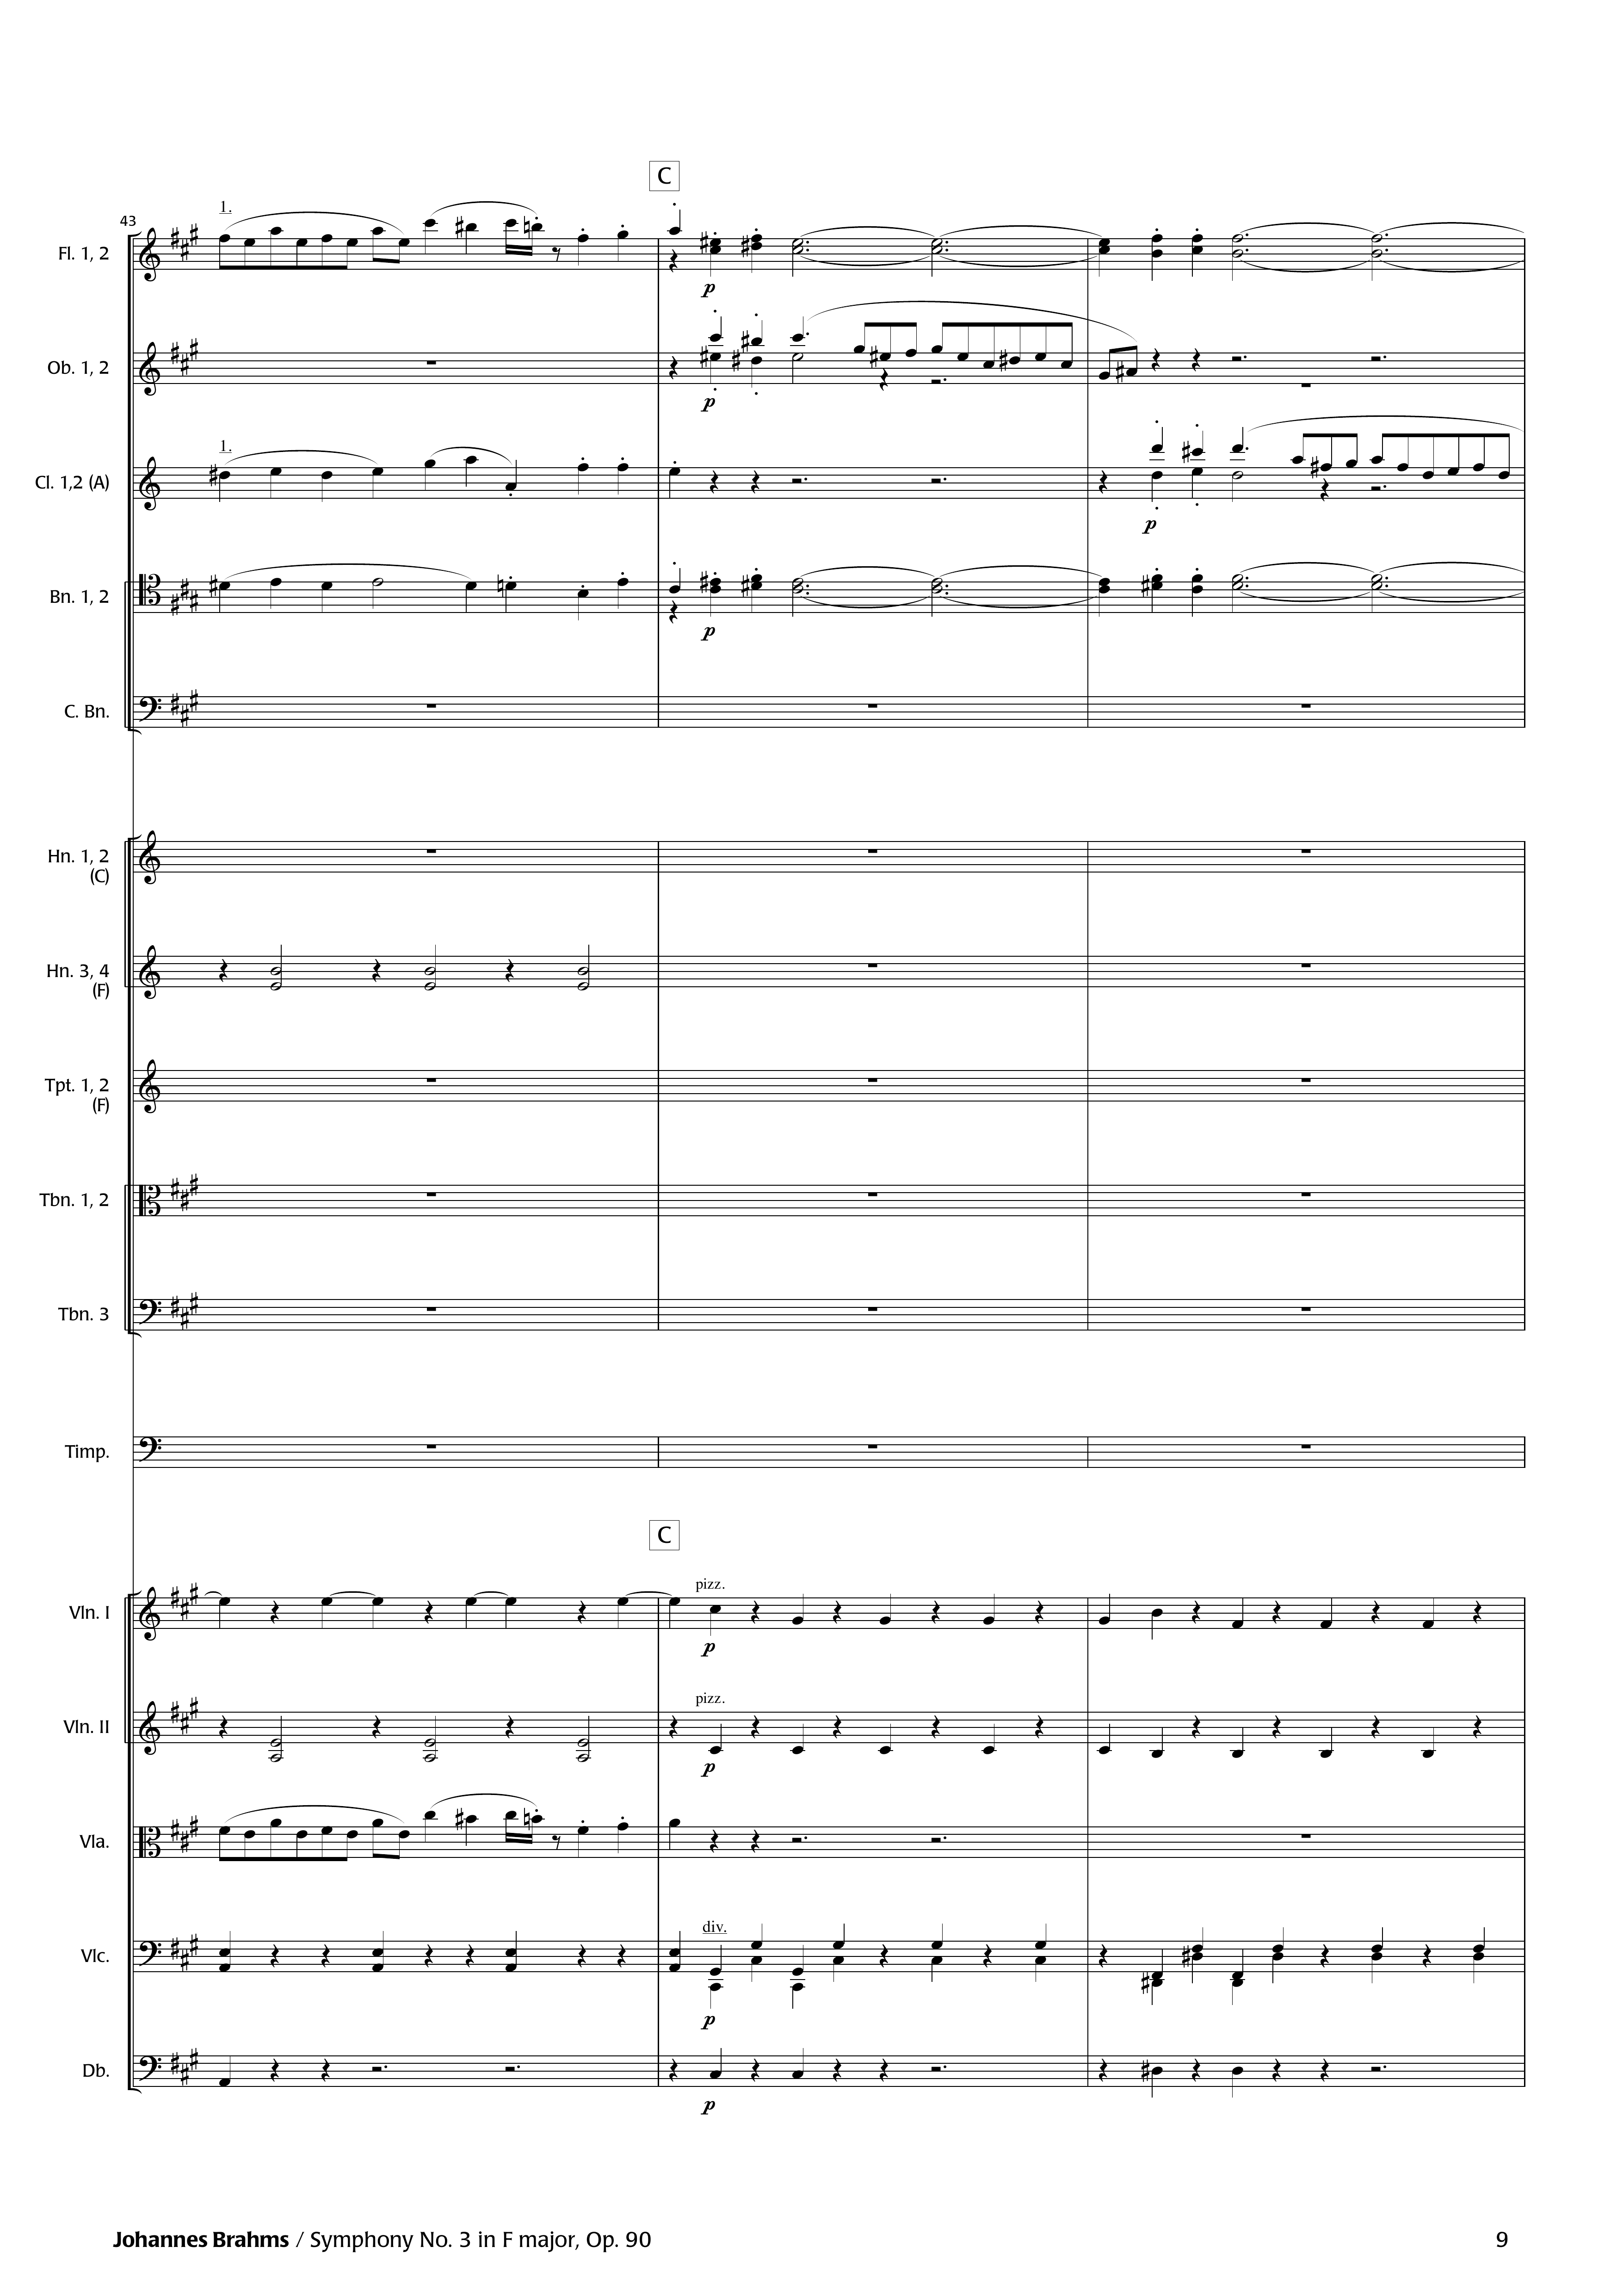 C
43
1.
Fl. 1, 2
p
Ob. 1, 2
p
1.
Cl. 1,2 (A)
p
Bn. 1, 2
p
C. Bn.
Hn. 1, 2
(C)
Hn. 3, 4
(F)
Tpt. 1, 2
(F)
Tbn. 1, 2
Tbn. 3
Timp.
C
pizz.
Vln. I
p
pizz.
Vln. II
p
Vla.
div.
Vlc.
p
Db.
p
Johannes Brahms / Symphony No. 3 in F major, Op. 90 9